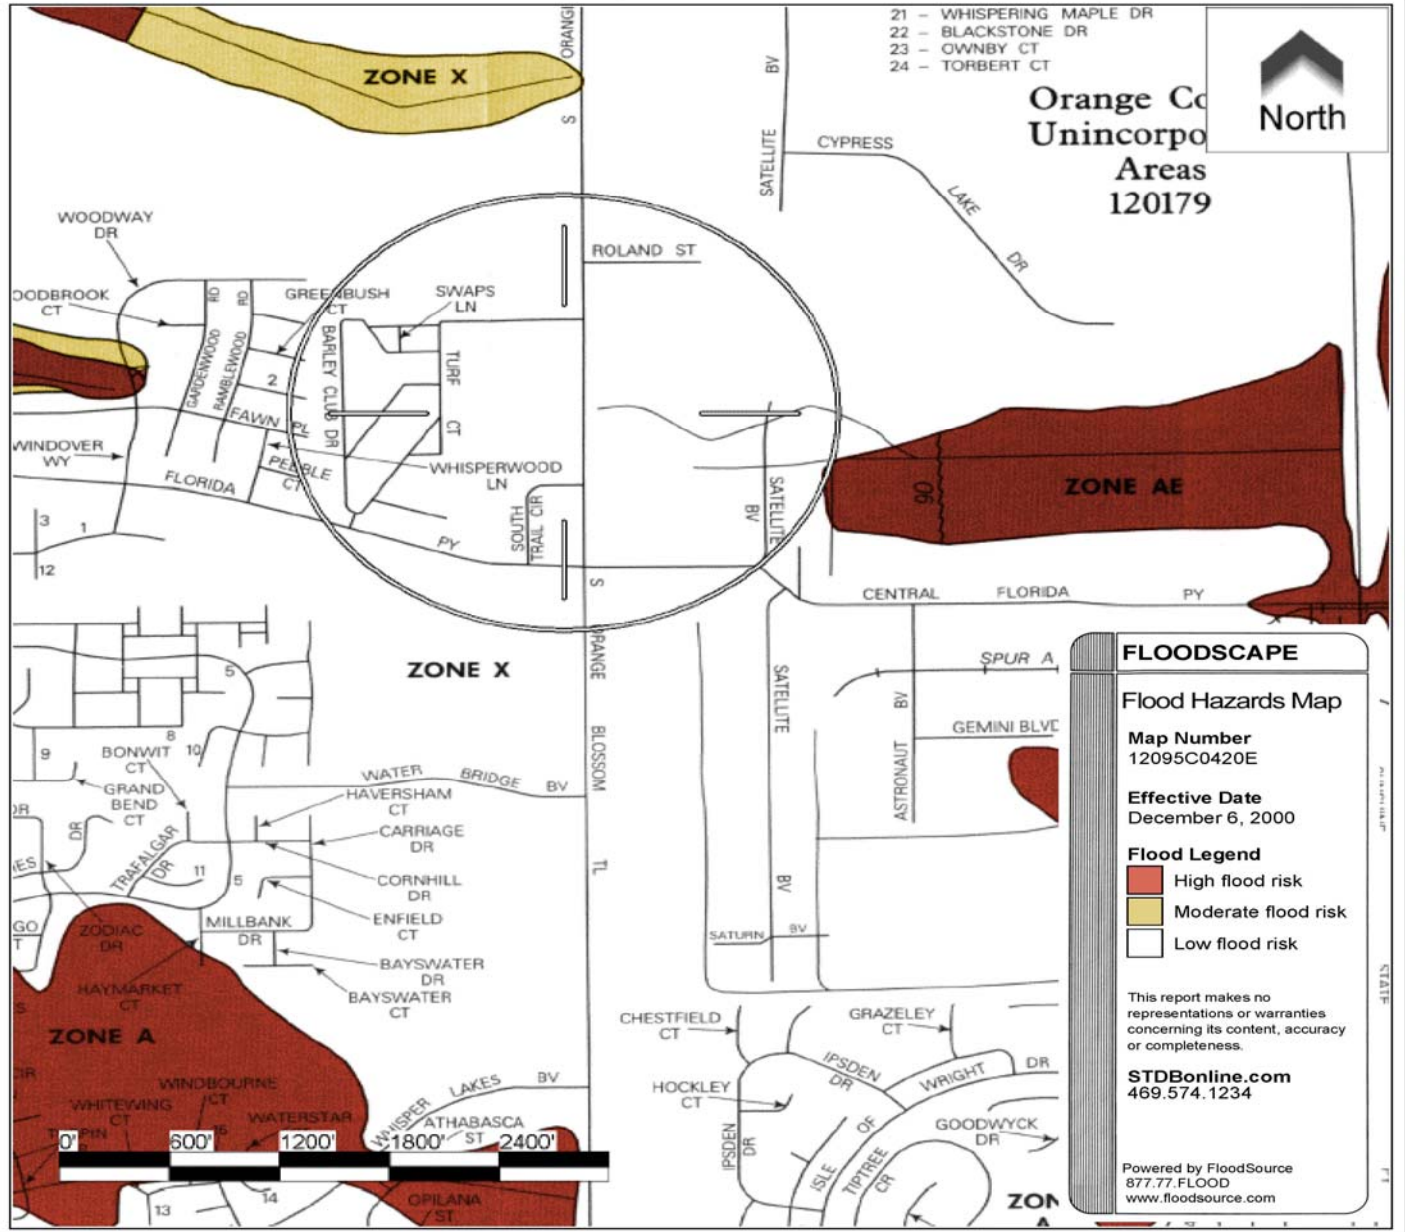 21 – WHISPERING MAPLE DR
22 – BLACKSTONE DR
23 – OWNBY CT
24 – TORBERT CT
Orange Co
Unincorpo
Areas
120179
North
ZONE X
S ORANGE
SATELLITE BV
CYPRESS
LAKE
DR
WOODWAY
DR
OODBROOK
CT
GARDENWOOD RD
RAMBLEWOOD RD
GREENBUSH
CT
SWAPS
LN
ROLAND ST
BARLEY CLUB DR
TURF CT
2
FAWN PL
WINDOVER
WY
PEBBLE
CT
WHISPERWOOD
LN
FLORIDA
PY
SOUTH
TRAIL CIR
SATELLITE
BV
90
ZONE AE
3
1
12
S
ORANGE
BLOSSOM
TL
CENTRAL FLORIDA PY
ZONE X
5
SPUR A
SATELLITE
BV
ASTRONAUT BV
GEMINI BLVD
8
9
10
BONWIT
CT
GRAND
BEND
CT
DR
DR
WATER BRIDGE BV
HAVERSHAM
CT
CARRIAGE
DR
TRAFALGAR
DR
11
5
CORNHILL
DR
ENFIELD
CT
MILLBANK
DR
ZODIAC
DR
BAYSWATER
DR
BAYSWATER
CT
HAYMARKET
CT
SATURN BV
ZONE A
CHESTFIELD
CT
GRAZELEY
CT
IPSDEN
DR
WRIGHT
DR
HOCKLEY
CT
IPSDEN
DR
ISLE OF
TIPTREE
CR
GOODWYCK
DR
WINDBOURNE
CT
WHITEWING
CT
16
WATERSTAR
WHISPER LAKES BV
ATHABASCA
ST
0' 600' 1200' 1800' 2400'
13
14
OPILANA
ST
ZON
A
STATE
FLOODSCAPE
Flood Hazards Map
Map Number
12095C0420E
Effective Date
December 6, 2000
Flood Legend
High flood risk
Moderate flood risk
Low flood risk
This report makes no
representations or warranties
concerning its content, accuracy
or completeness.
STDBonline.com
469.574.1234
Powered by FloodSource
877.77.FLOOD
www.floodsource.com